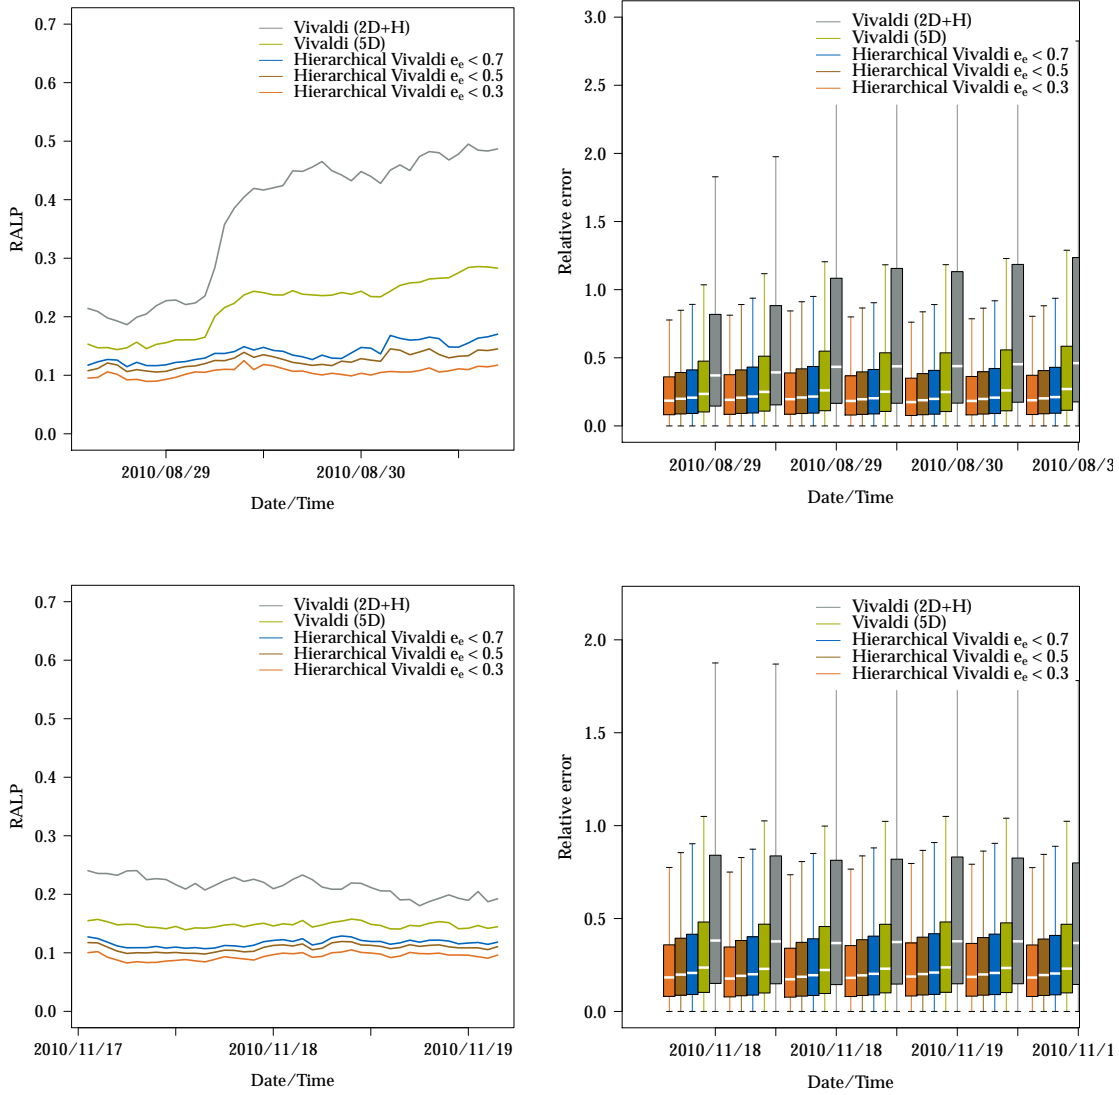 0.7
0.6
0.5
0.4
0.3
0.2
0.1
0.0
RALP
Vivaldi (2D+H)
Vivaldi (5D)
Hierarchical Vivaldi eₑ < 0.7
Hierarchical Vivaldi eₑ < 0.5
Hierarchical Vivaldi eₑ < 0.3
2010/08/29
2010/08/30
Date/Time
3.0
2.5
2.0
1.5
1.0
0.5
0.0
Relative error
Vivaldi (2D+H)
Vivaldi (5D)
Hierarchical Vivaldi eₑ < 0.7
Hierarchical Vivaldi eₑ < 0.5
Hierarchical Vivaldi eₑ < 0.3
2010/08/29
2010/08/29
2010/08/30
2010/08/3
Date/Time
0.7
0.6
0.5
0.4
0.3
0.2
0.1
0.0
RALP
Vivaldi (2D+H)
Vivaldi (5D)
Hierarchical Vivaldi eₑ < 0.7
Hierarchical Vivaldi eₑ < 0.5
Hierarchical Vivaldi eₑ < 0.3
2010/11/17
2010/11/18
2010/11/19
Date/Time
2.0
1.5
1.0
0.5
0.0
Relative error
Vivaldi (2D+H)
Vivaldi (5D)
Hierarchical Vivaldi eₑ < 0.7
Hierarchical Vivaldi eₑ < 0.5
Hierarchical Vivaldi eₑ < 0.3
2010/11/18
2010/11/18
2010/11/19
2010/11/1
Date/Time